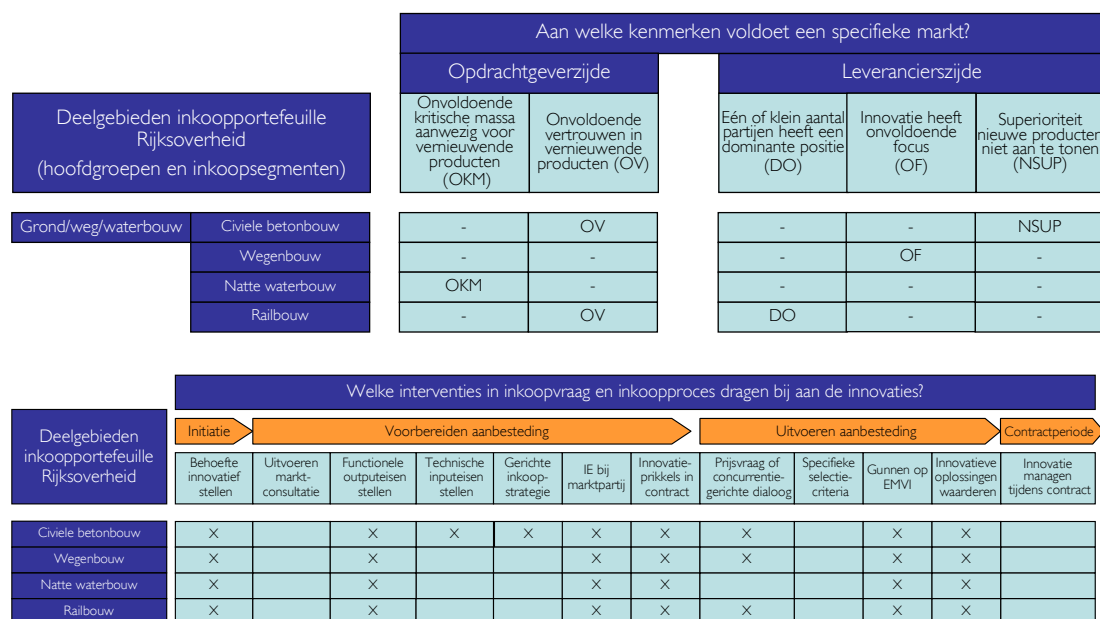 Aan welke kenmerken voldoet een specifieke markt?
Opdrachtgeverzijde
Leverancierszijde
Deelgebieden inkoopportefeuille
Rijksoverheid
(hoofdgroepen en inkoopsegmenten)
Onvoldoende
kritische massa
aanwezig voor
vernieuwende
producten
(OKM)
Onvoldoende
vertrouwen in
vernieuwende
producten (OV)
Eén of klein aantal
partijen heeft een
dominante positie
(DO)
Innovatie heeft
onvoldoende
focus
(OF)
Superioriteit
nieuwe producten
niet aan te tonen
(NSUP)
Grond/weg/waterbouw Civiele betonbouw - OV - - NSUP
Wegenbouw - - - OF -
Natte waterbouw OKM - - - -
Railbouw - OV DO - -
Welke interventies in inkoopvraag en inkoopproces dragen bij aan de innovaties?
Deelgebieden
inkoopportefeuille
Rijksoverheid
Initiatie Voorbereiden aanbesteding Uitvoeren aanbesteding Contractperiode
Behoefte
innovatief
stellen
Uitvoeren
markt-
consultatie
Functionele
outputeisen
stellen
Technische
inputeisen
stellen
Gerichte
inkoop-
strategie
IE bij
marktpartij
Innovatie-
prikkels in
contract
Prijsvraag of
concurrentie-
gerichte dialoog
Specifieke
selectie-
criteria
Gunnen op
EMVI
Innovatieve
oplossingen
waarderen
Innovatie
managen
tijdens contract
Civiele betonbouw X X X X X X X X X
Wegenbouw X X X X X X X
Natte waterbouw X X X X X X
Railbouw X X X X X X X